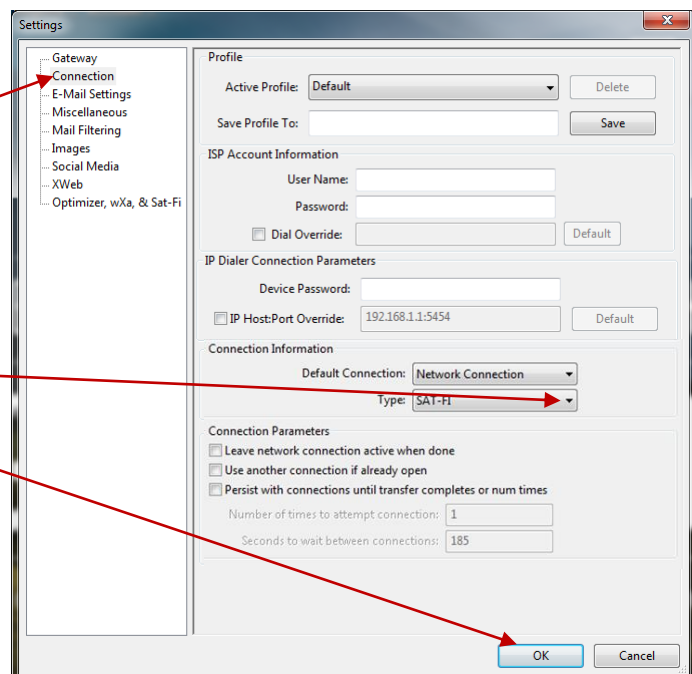 Settings
Gateway
Connection
E-Mail Settings
Miscellaneous
Mail Filtering
Images
Social Media
XWeb
Optimizer, wXa, & Sat-Fi
Profile
Active Profile: Default Delete
Save Profile To: Save
ISP Account Information
User Name:
Password:
Dial Override: Default
IP Dialer Connection Parameters
Device Password:
IP Host:Port Override: 192.168.1.1:5454 Default
Connection Information
Default Connection: Network Connection
Type: SAT-FI
Connection Parameters
Leave network connection active when done
Use another connection if already open
Persist with connections until transfer completes or num times
Number of times to attempt connection: 1
Seconds to wait between connections: 185
OK Cancel